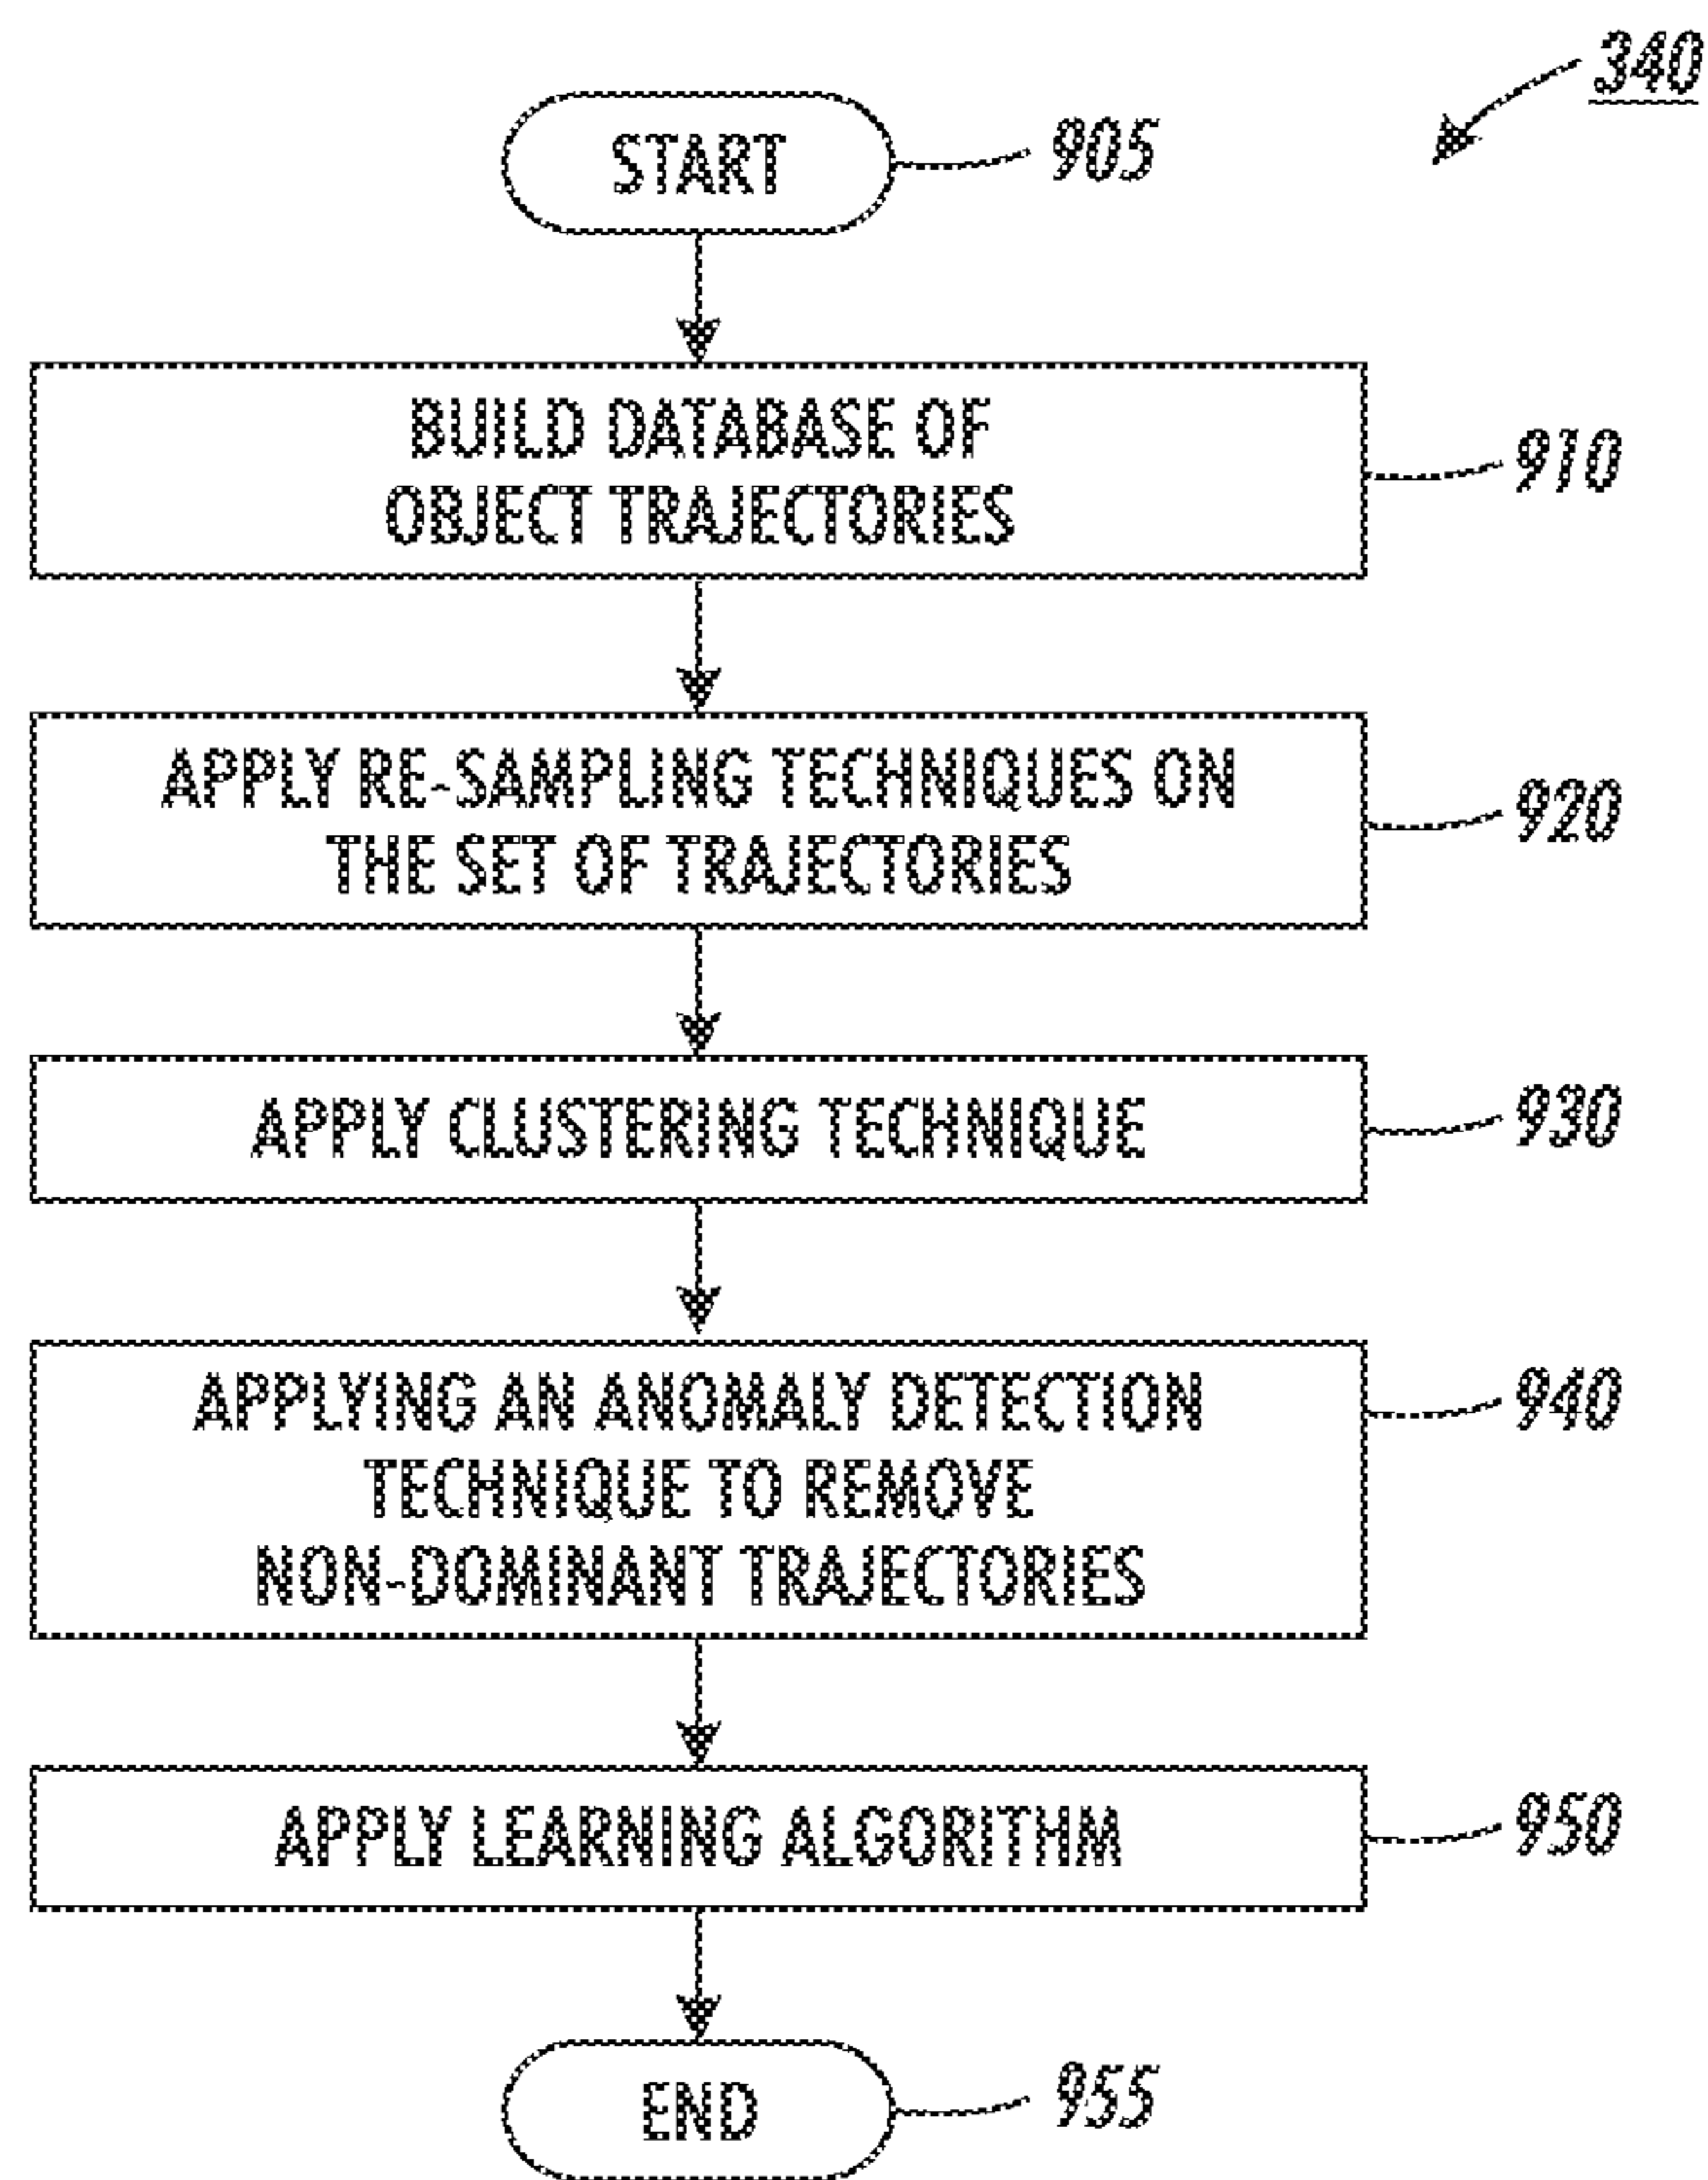 340
START
905
BUILD DATABASE OF
OBJECT TRAJECTORIES
910
APPLY RE-SAMPLING TECHNIQUES ON
THE SET OF TRAJECTORIES
920
APPLY CLUSTERING TECHNIQUE
930
APPLYING AN ANOMALY DETECTION
TECHNIQUE TO REMOVE
NON-DOMINANT TRAJECTORIES
940
APPLY LEARNING ALGORITHM
950
END
955